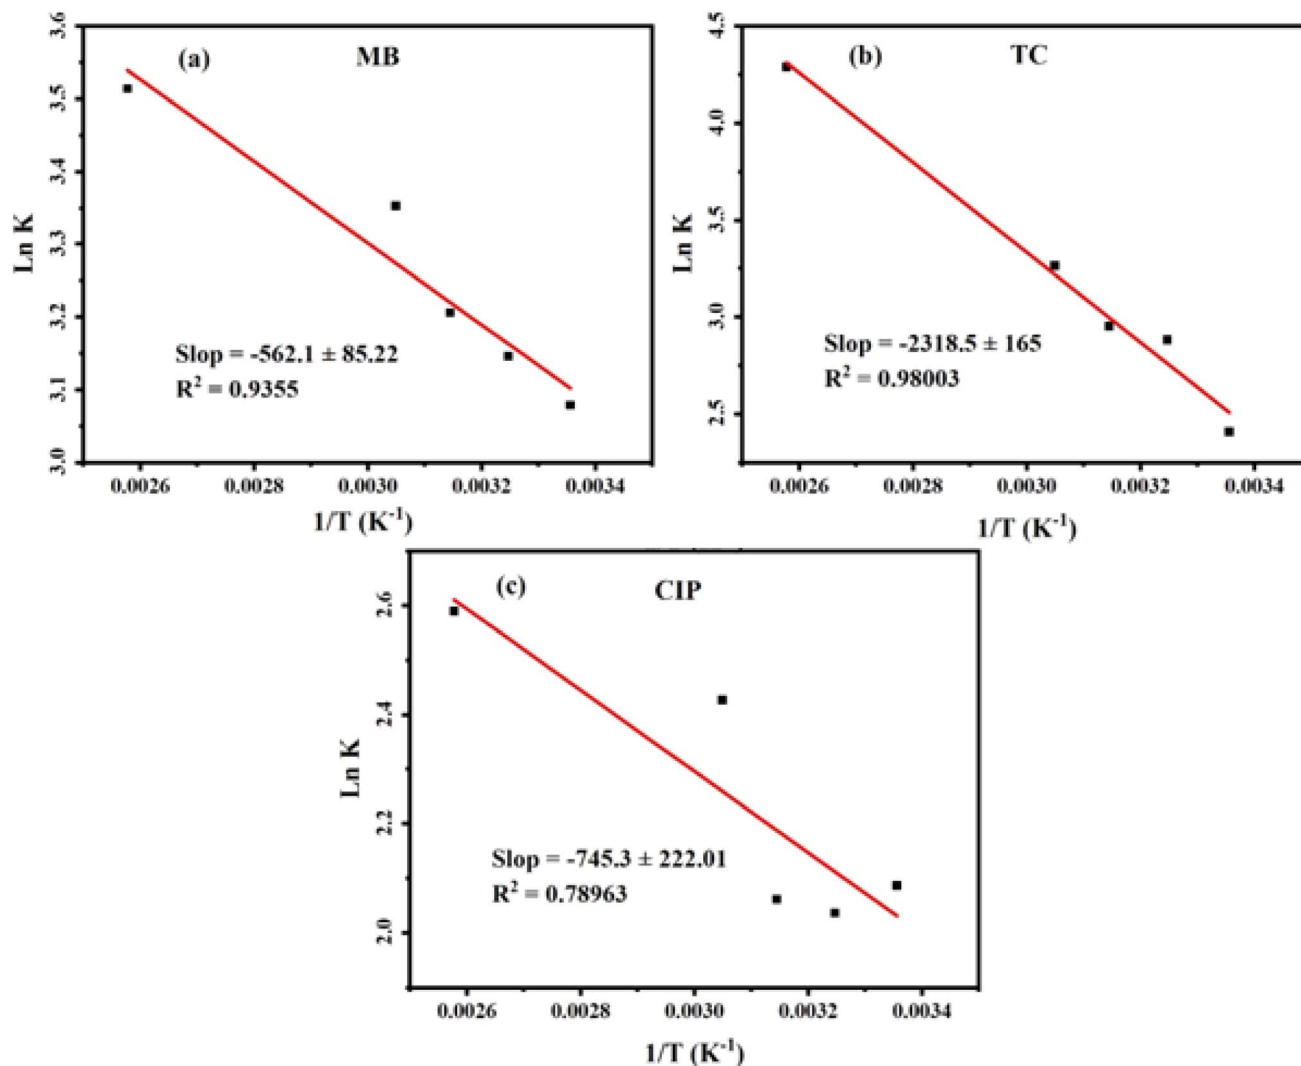 (a) MB
3.6
3.5
3.4
3.3
3.2
3.1
3.0
Ln K
Slop = -562.1 ± 85.22
R² = 0.9355
0.0026 0.0028 0.0030 0.0032 0.0034
1/T (K⁻¹)
(b) TC
4.5
4.0
3.5
3.0
2.5
Ln K
Slop = -2318.5 ± 165
R² = 0.98003
0.0026 0.0028 0.0030 0.0032 0.0034
1/T (K⁻¹)
(c) CIP
2.6
2.4
2.2
2.0
Ln K
Slop = -745.3 ± 222.01
R² = 0.78963
0.0026 0.0028 0.0030 0.0032 0.0034
1/T (K⁻¹)